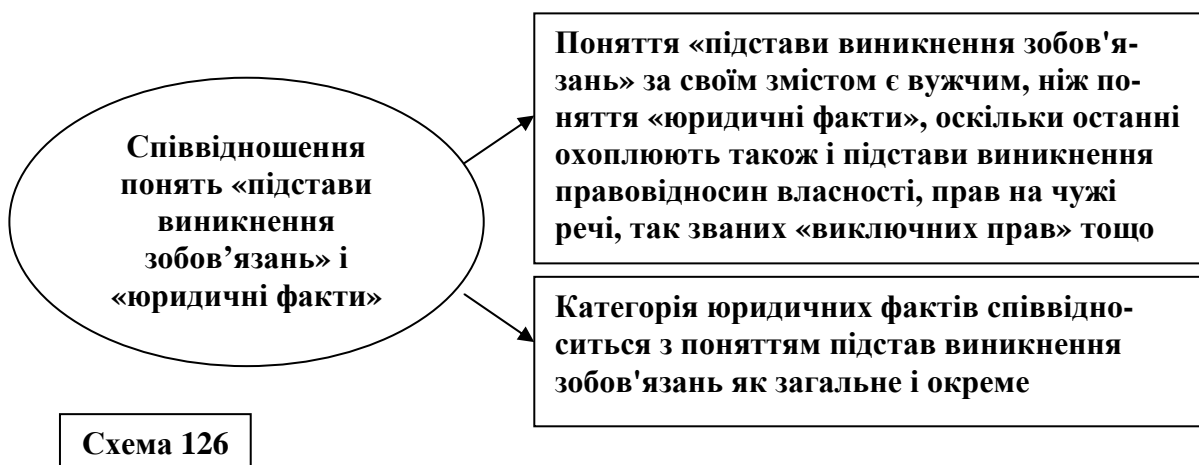 Співвідношення
понять «підстави
виникнення
зобов’язань» і
«юридичні факти»
Поняття «підстави виникнення зобов'я-
зань» за своїм змістом є вужчим, ніж по-
няття «юридичні факти», оскільки останні
охоплюють також і підстави виникнення
правовідносин власності, прав на чужі
речі, так званих «виключних прав» тощо
Категорія юридичних фактів співвідно-
ситься з поняттям підстав виникнення
зобов'язань як загальне і окреме
Схема 126